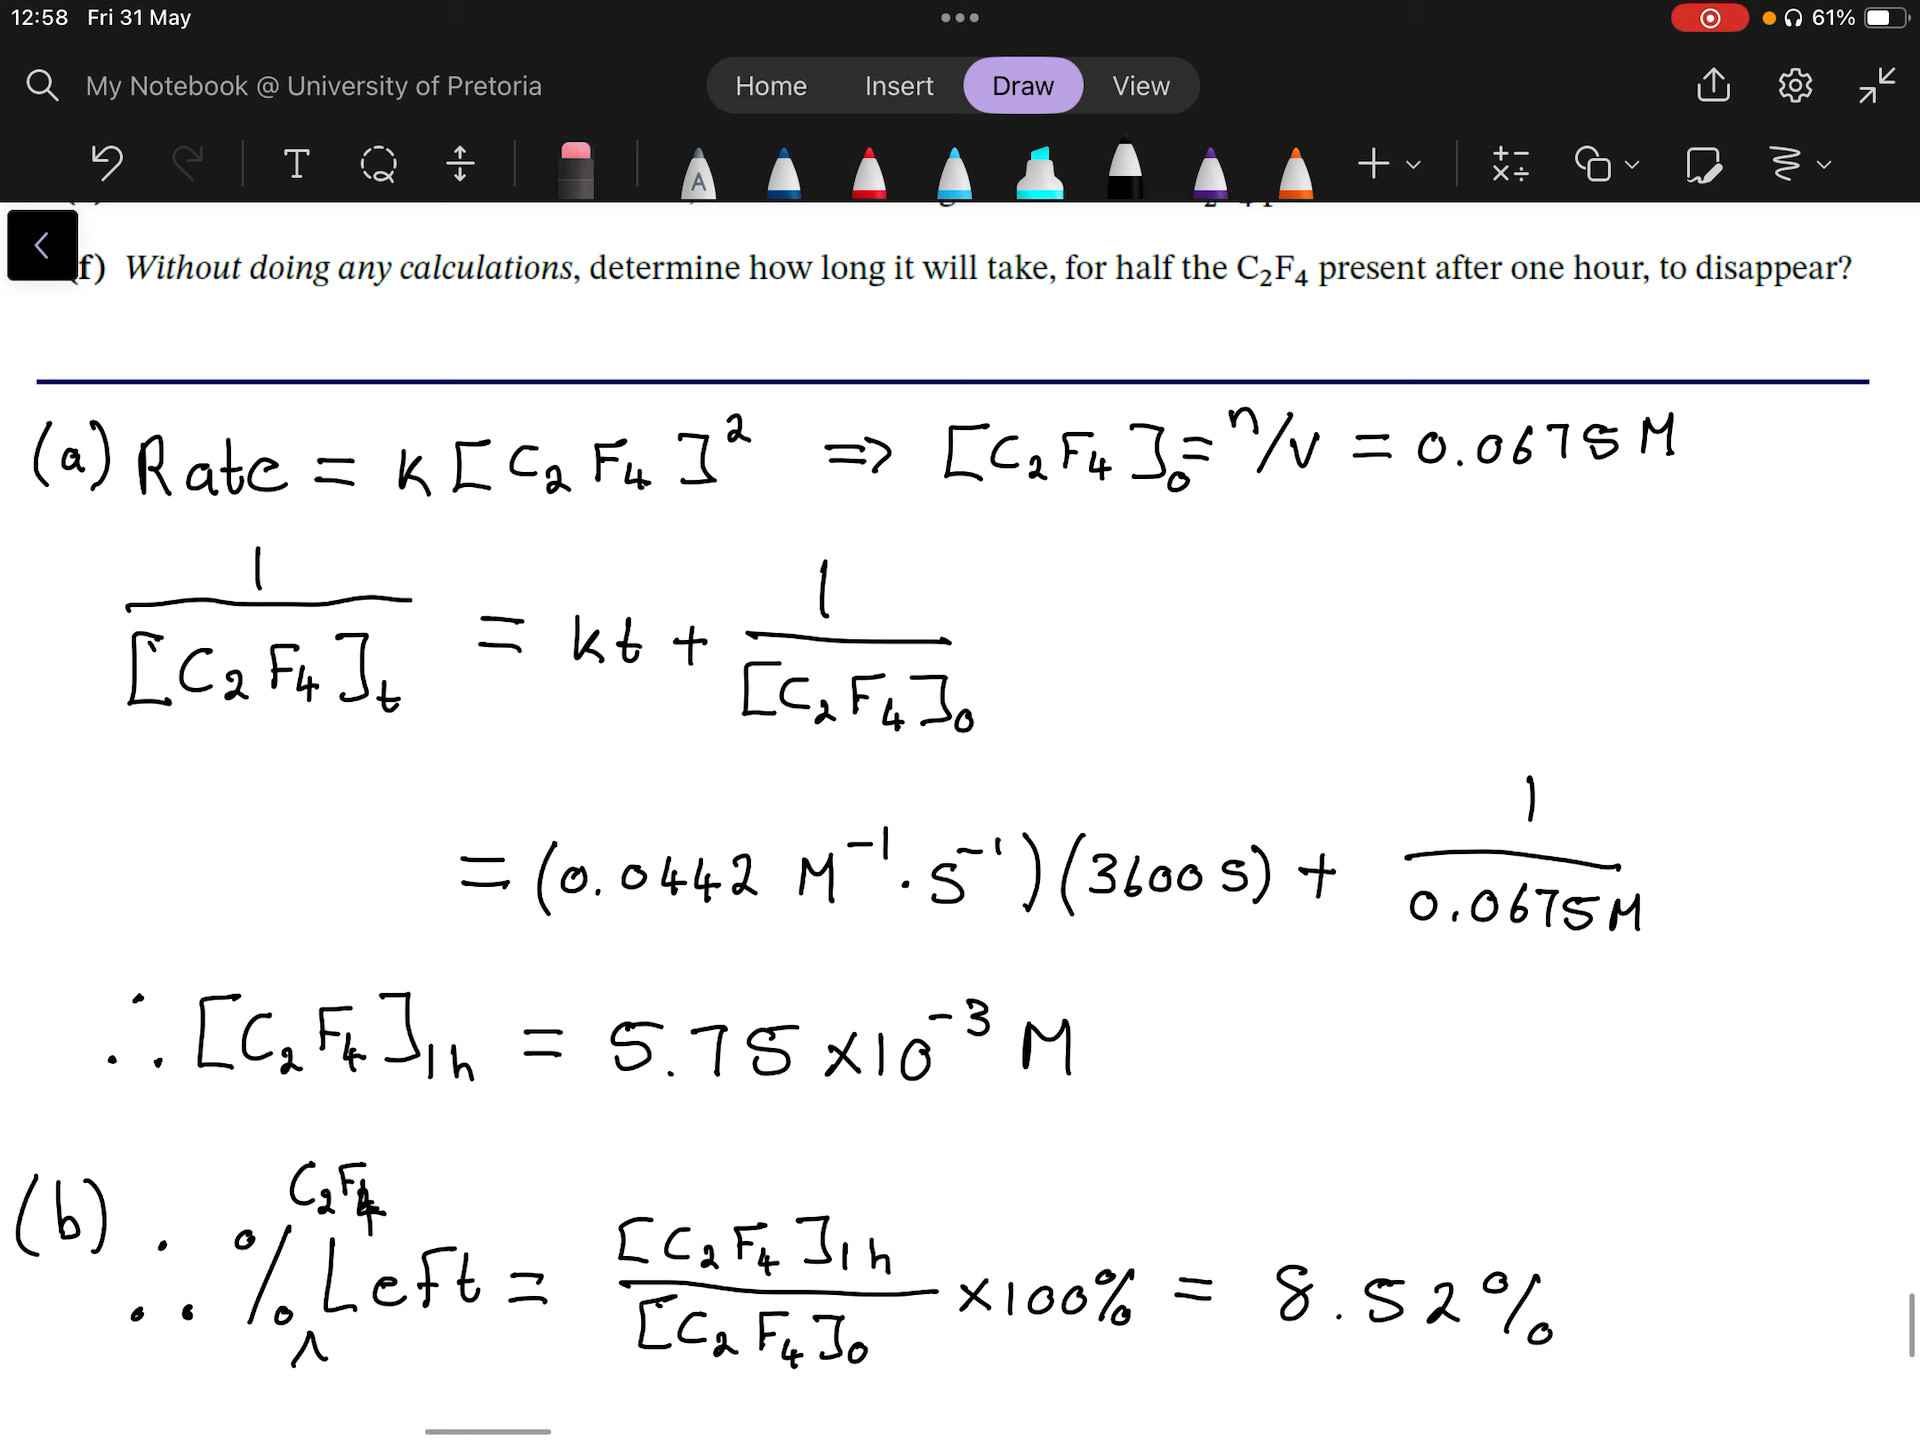 12:58 Fri 31 May 61%
My Notebook @ University of Pretoria Home Insert Draw View
T A
f) Without doing any calculations, determine how long it will take, for half the C₂F₄ present after one hour, to disappear?
(a) Rate = k[C₂F₄]² => [C₂F₄]₀ = n/v = 0.0675 M
1/[C₂F₄]t = kt + 1/[C₂F₄]₀
= (0.0442 M⁻¹.s⁻¹)(3600 s) + 1/0.0675M
∴ [C₂F₄]1h = 5.75 x10⁻³ M
(b) ∴ % C₂F₄ Left = [C₂F₄]1h/[C₂F₄]₀ x100% = 8.52%